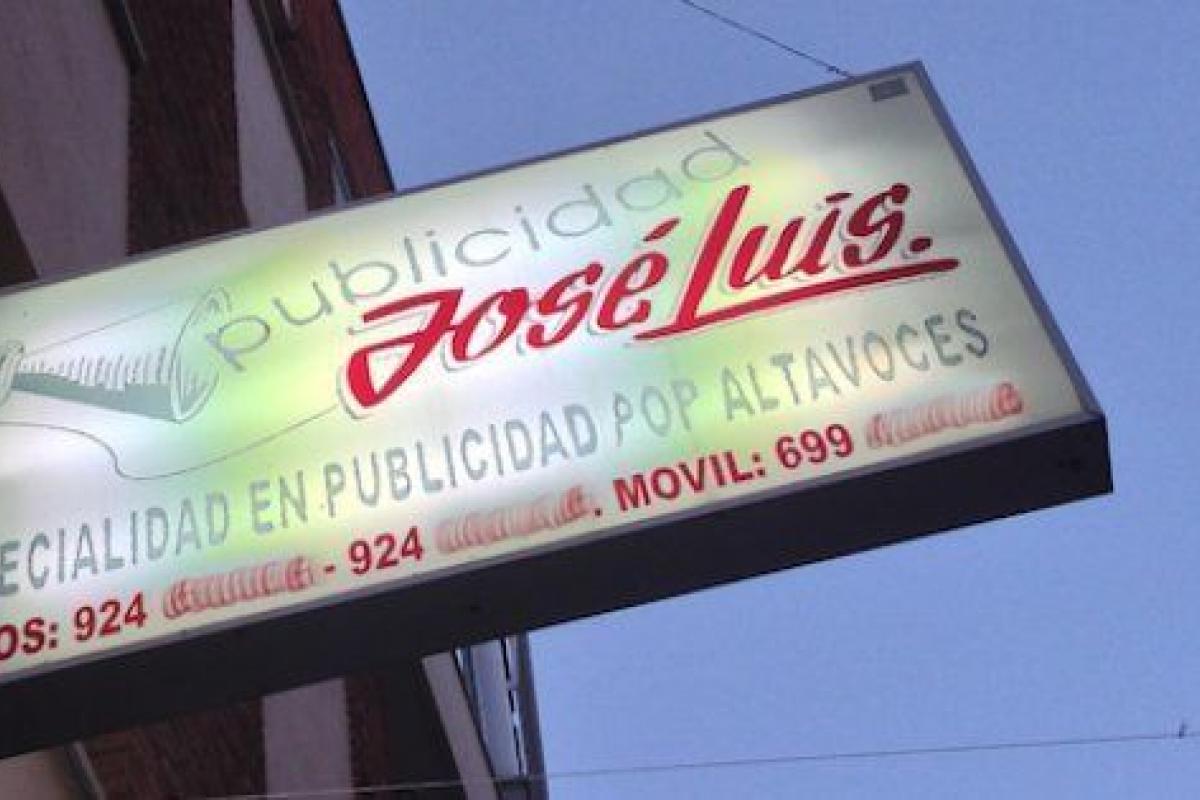 publicidad
José Luis.
ECIALIDAD EN PUBLICIDAD POP ALTAVOCES
OS: 924 - 924 . MOVIL: 699